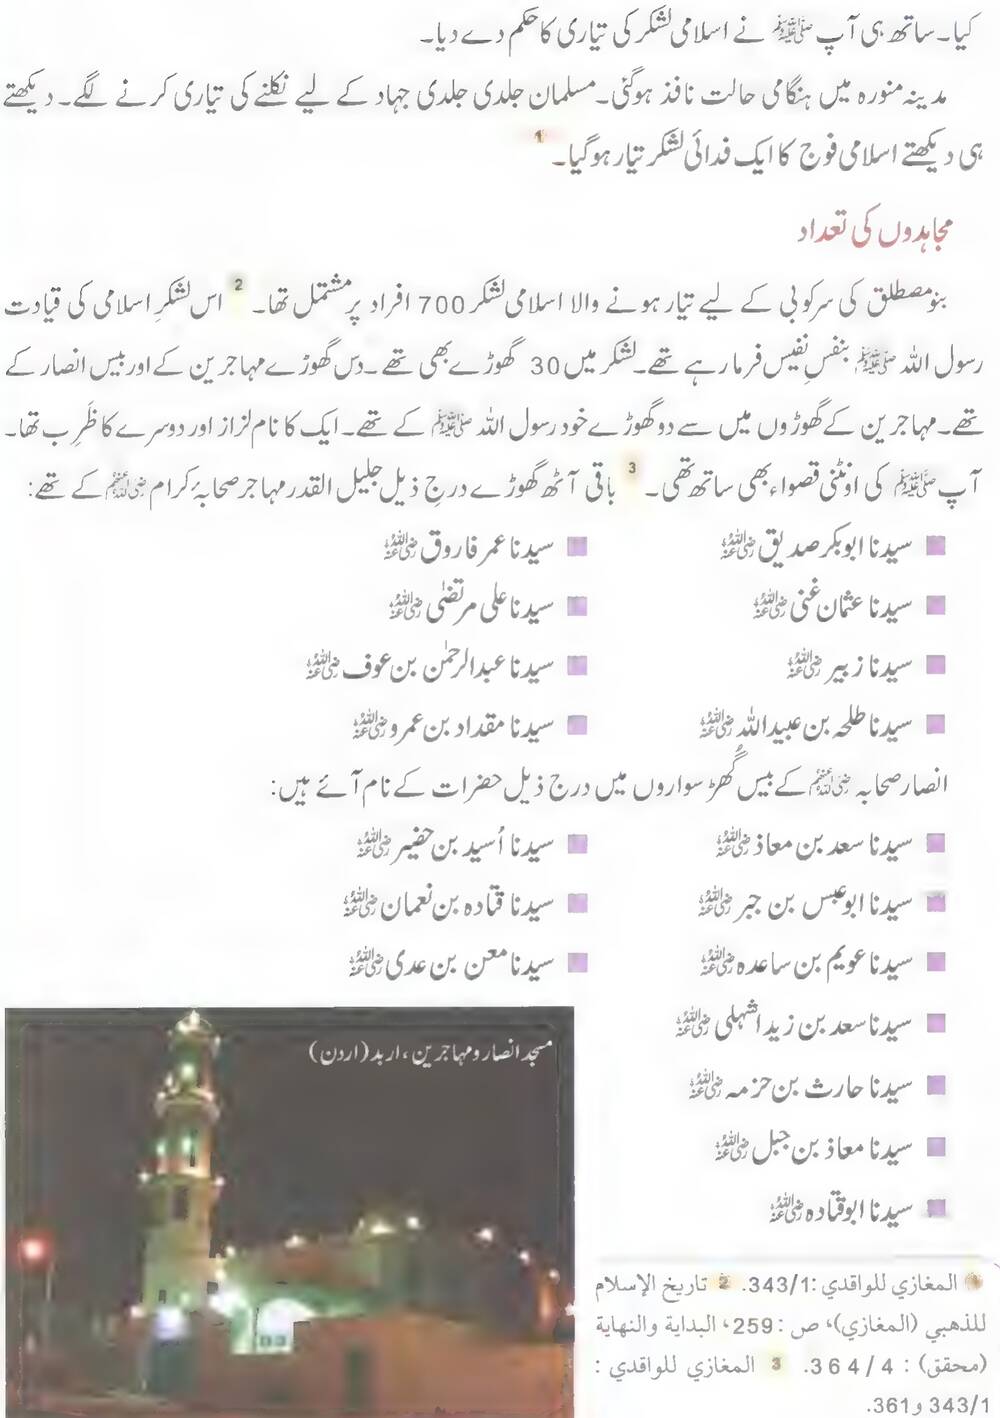 کیا۔ ساتھ ہی آپ ﷺ نے اسلامی لشکر کی تیاری کا حکم دے دیا۔
مدینہ منورہ میں ہنگامی حالت نافذ ہوگئی۔ مسلمان جلدی جلدی جہاد کے لیے نکلنے کی تیاری کرنے لگے۔ دیکھتے
ہی دیکھتے اسلامی فوج کا ایک فدائی لشکر تیار ہوگیا۔ 1
مجاہدوں کی تعداد
بنو مصطلق کی سرکوبی کے لیے تیار ہونے والا اسلامی لشکر 700 افراد پر مشتمل تھا۔ 2 اس لشکرِ اسلامی کی قیادت
رسول اللہ ﷺ بنفسِ نفیس فرما رہے تھے۔ لشکر میں 30 گھوڑے بھی تھے۔ دس گھوڑے مہاجرین کے اور بیس انصار کے
تھے۔ مہاجرین کے گھوڑوں میں سے دو گھوڑے خود رسول اللہ ﷺ کے تھے۔ ایک کا نام لزاز اور دوسرے کا ظَرِب تھا۔
آپ ﷺ کی اونٹنی قصواء بھی ساتھ تھی۔ 3 باقی آٹھ گھوڑے درجِ ذیل جلیل القدر مہاجر صحابۂ کرام رضی اللہ عنہم کے تھے:
■ سیدنا ابوبکر صدیق رضی اللہ عنہ ■ سیدنا عمر فاروق رضی اللہ عنہ
■ سیدنا عثمان غنی رضی اللہ عنہ ■ سیدنا علی مرتضیٰ رضی اللہ عنہ
■ سیدنا زبیر رضی اللہ عنہ ■ سیدنا عبدالرحمٰن بن عوف رضی اللہ عنہ
■ سیدنا طلحہ بن عبیداللہ رضی اللہ عنہ ■ سیدنا مقداد بن عمرو رضی اللہ عنہ
انصار صحابہ رضی اللہ عنہم کے بیس گُھڑ سواروں میں درج ذیل حضرات کے نام آئے ہیں:
■ سیدنا سعد بن معاذ رضی اللہ عنہ ■ سیدنا اُسید بن حضیر رضی اللہ عنہ
■ سیدنا ابوعبس بن جبر رضی اللہ عنہ ■ سیدنا قتادہ بن نعمان رضی اللہ عنہ
■ سیدنا عویم بن ساعدہ رضی اللہ عنہ ■ سیدنا معن بن عدی رضی اللہ عنہ
■ سیدنا سعد بن زید اشہلی رضی اللہ عنہ
■ سیدنا حارث بن حزمہ رضی اللہ عنہ
■ سیدنا معاذ بن جبل رضی اللہ عنہ
■ سیدنا ابوقتادہ رضی اللہ عنہ
مسجد انصار و مہاجرین، اربد (اردن)
1 المغازي للواقدي: 343/1. 2 تاريخ الإسلام
للذهبي (المغازي)، ص: 259، البداية والنهاية
(محقق): 364/4. 3 المغازي للواقدي:
343/1 و361.